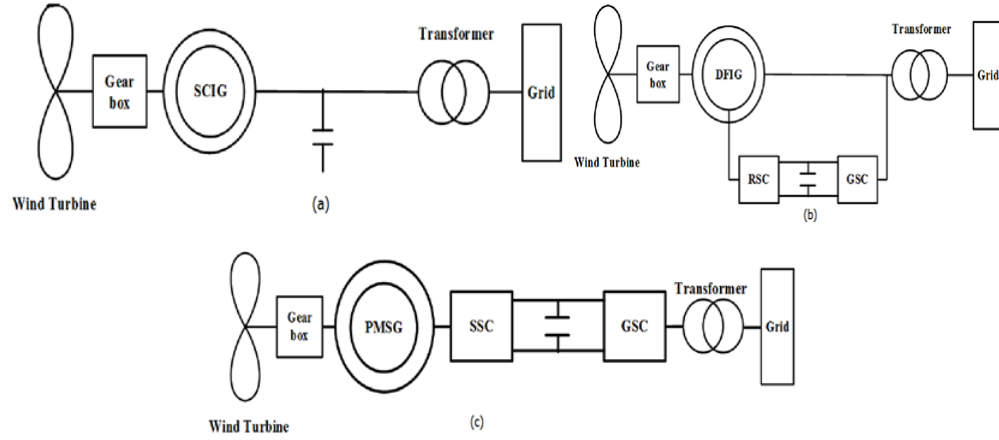 Transformer
Gear
box
SCIG
Grid
Wind Turbine
(a)
Transformer
Gear
box
DFIG
Grid
Wind Turbine
RSC
GSC
(b)
Transformer
Gear
box
PMSG
SSC
GSC
Grid
Wind Turbine
(c)